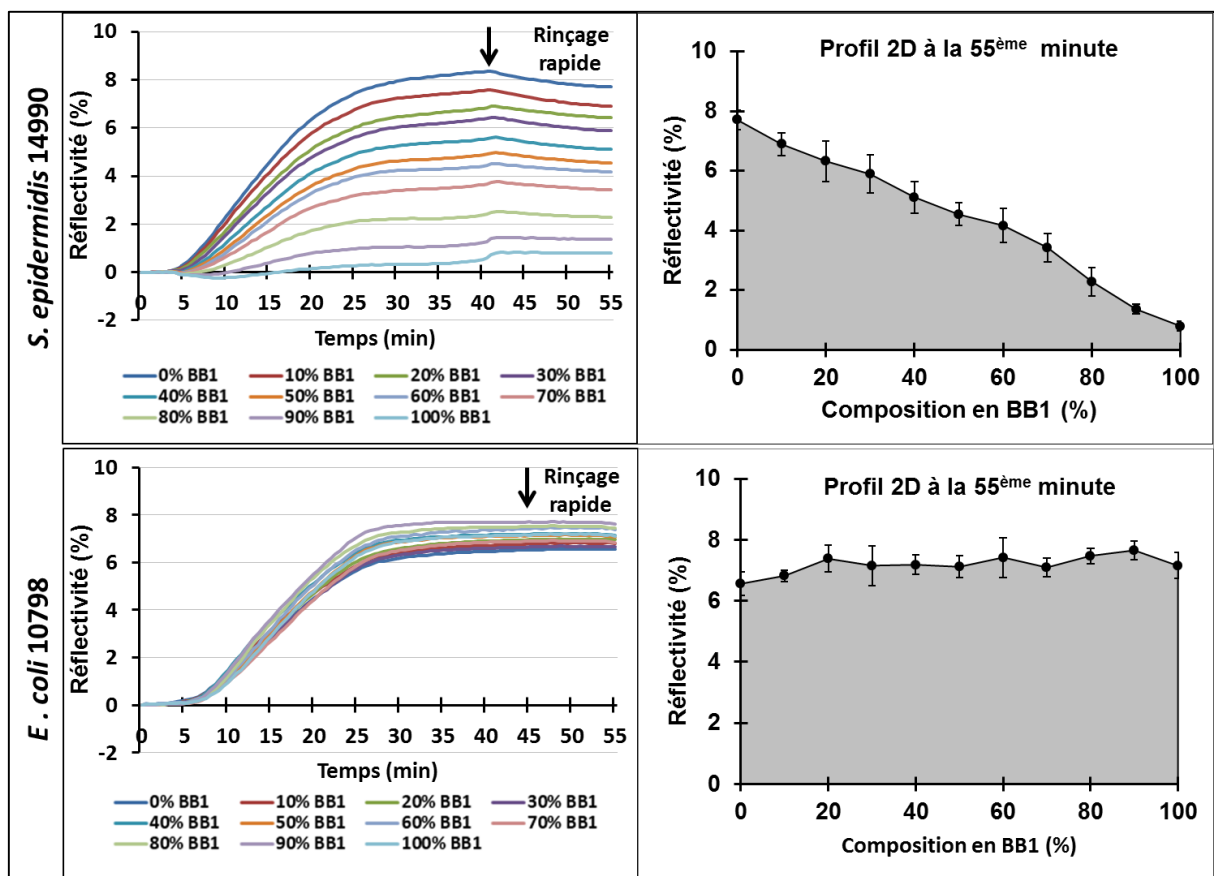 S. epidermidis 14990
Réflectivité (%)
10
8
6
4
2
0
-2
Rinçage
rapide
0 5 10 15 20 25 30 35 40 45 50 55
Temps (min)
0% BB1 10% BB1 20% BB1 30% BB1
40% BB1 50% BB1 60% BB1 70% BB1
80% BB1 90% BB1 100% BB1
Profil 2D à la 55ème minute
Réflectivité (%)
10
8
6
4
2
0
0 20 40 60 80 100
Composition en BB1 (%)
E. coli 10798
Réflectivité (%)
10
8
6
4
2
0
-2
Rinçage
rapide
0 5 10 15 20 25 30 35 40 45 50 55
Temps (min)
0% BB1 10% BB1 20% BB1 30% BB1
40% BB1 50% BB1 60% BB1 70% BB1
80% BB1 90% BB1 100% BB1
Profil 2D à la 55ème minute
Réflectivité (%)
10
8
6
4
2
0
0 20 40 60 80 100
Composition en BB1 (%)